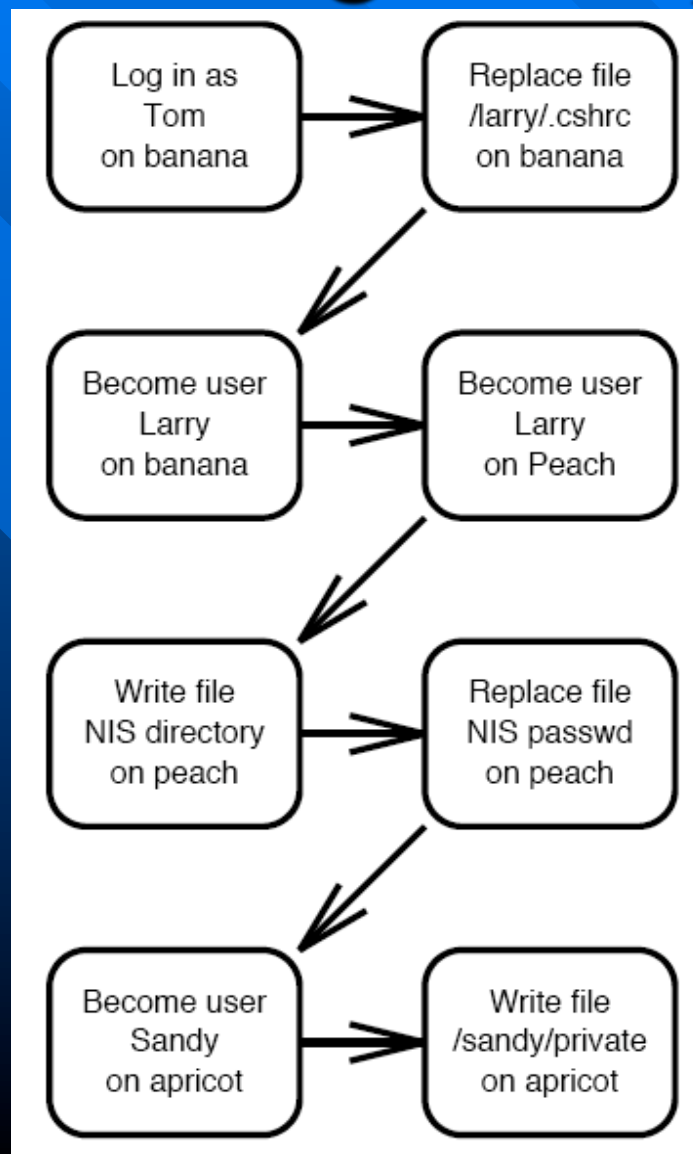 Log in as
Tom
on banana
Replace file
/larry/.cshrc
on banana
Become user
Larry
on banana
Become user
Larry
on Peach
Write file
NIS directory
on peach
Replace file
NIS passwd
on peach
Become user
Sandy
on apricot
Write file
/sandy/private
on apricot